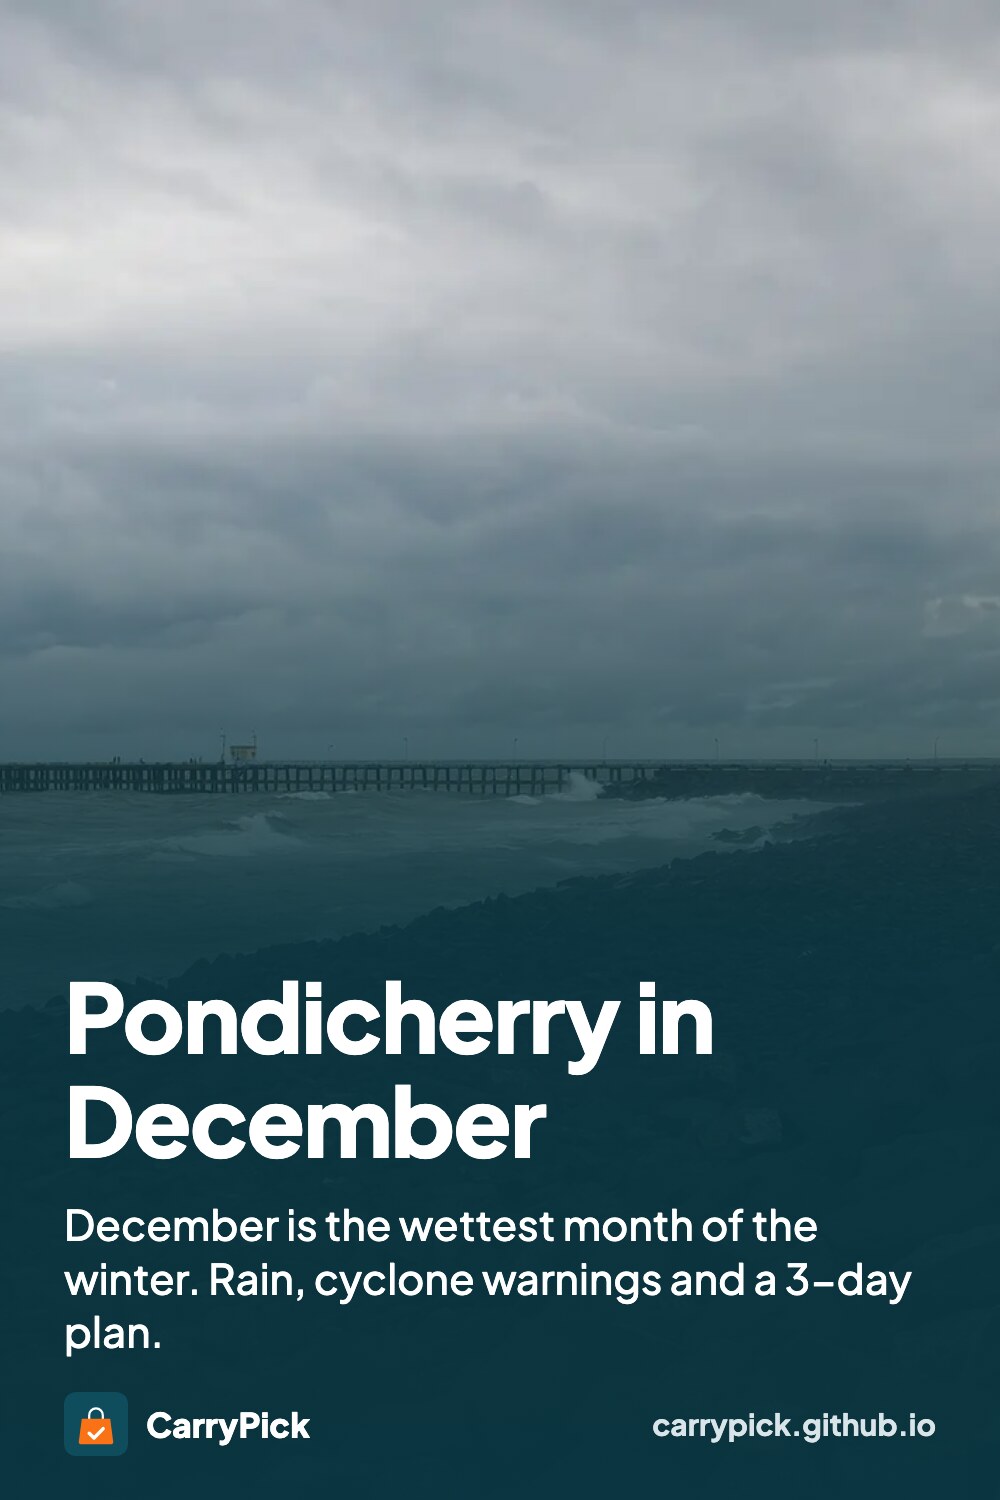 Pondicherry in
December
December is the wettest month of the
winter. Rain, cyclone warnings and a 3–day
plan.
CarryPick
carrypick.github.io